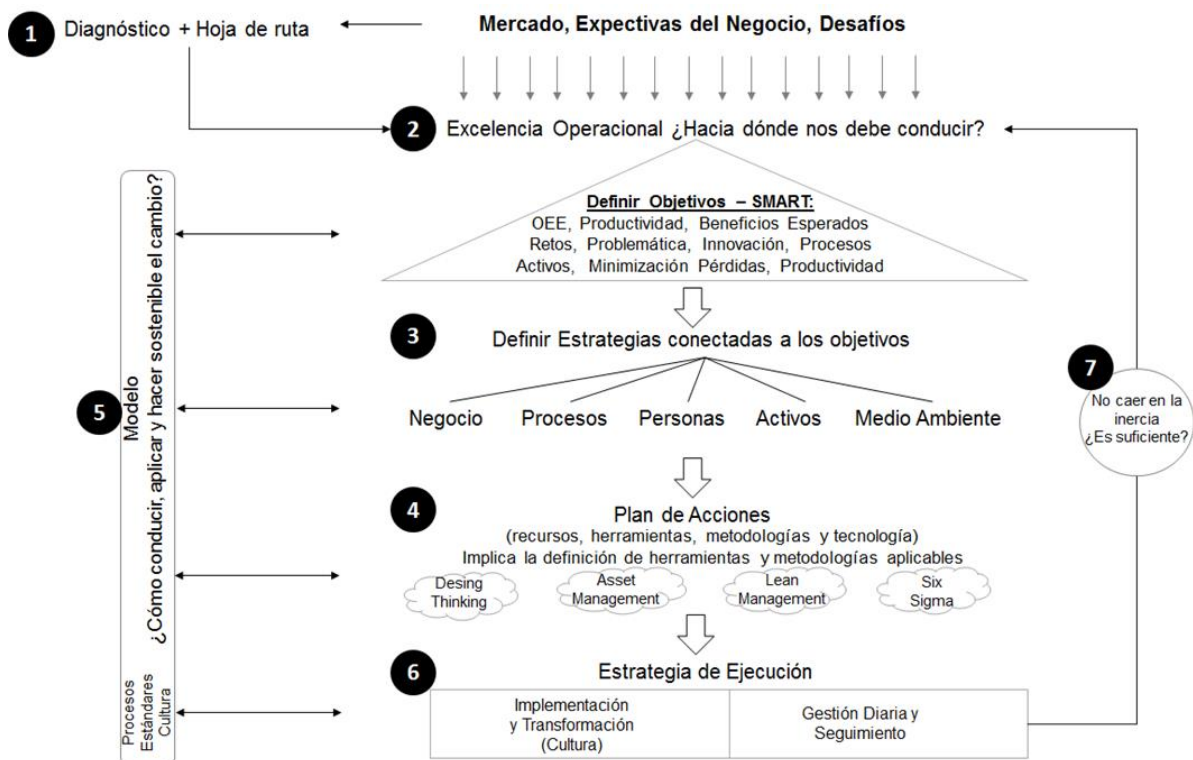 1
Diagnóstico + Hoja de ruta
Mercado, Expectivas del Negocio, Desafíos
2
Excelencia Operacional ¿Hacia dónde nos debe conducir?
Definir Objetivos – SMART:
OEE, Productividad, Beneficios Esperados
Retos, Problemática, Innovación, Procesos
Activos, Minimización Pérdidas, Productividad
3
Definir Estrategias conectadas a los objetivos
Negocio
Procesos
Personas
Activos
Medio Ambiente
4
Plan de Acciones
(recursos, herramientas, metodologías y tecnología)
Implica la definición de herramientas y metodologías aplicables
Desing
Thinking
Asset
Management
Lean
Management
Six
Sigma
5
Modelo
¿Cómo conducir, aplicar y hacer sostenible el cambio?
Procesos
Estándares
Cultura
6
Estrategia de Ejecución
Implementación
y Transformación
(Cultura)
Gestión Diaria y
Seguimiento
7
No caer en la
inercia
¿Es suficiente?